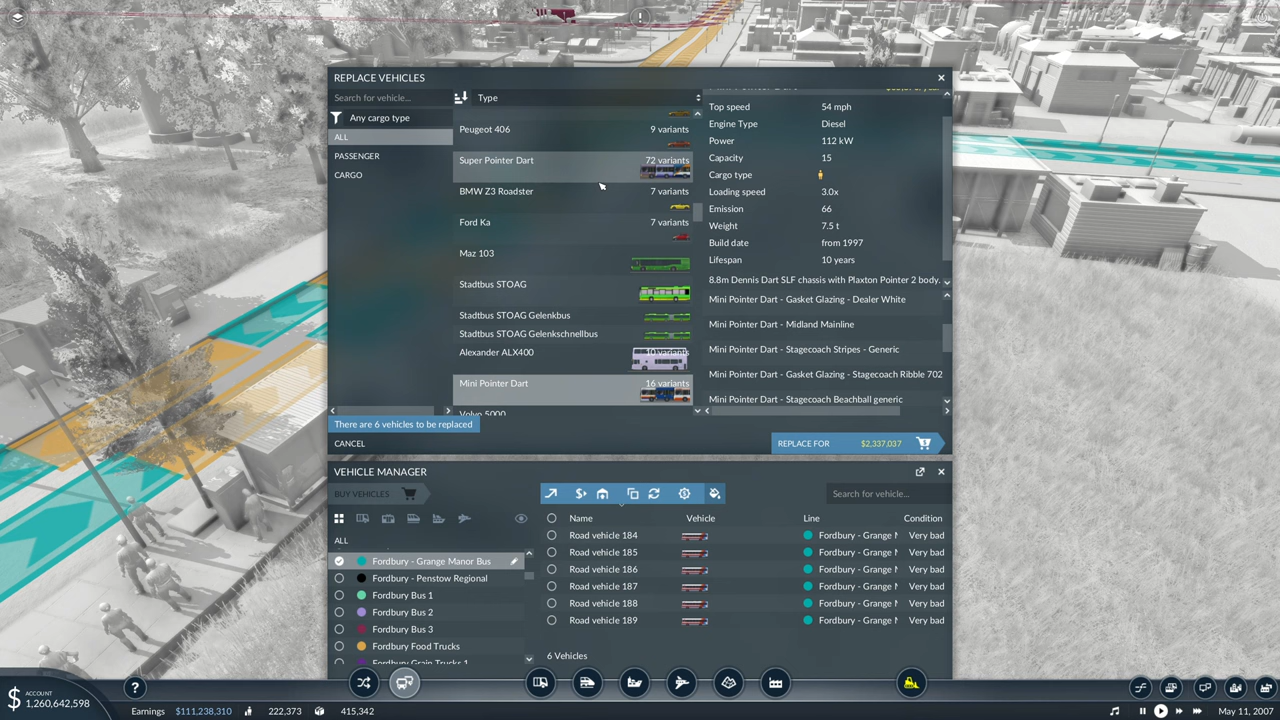 REPLACE VEHICLES
Search for vehicle...
Type
Any cargo type
ALL
PASSENGER
CARGO
Peugeot 406
9 variants
Super Pointer Dart
72 variants
BMW Z3 Roadster
7 variants
Ford Ka
7 variants
Maz 103
Stadtbus STOAG
Stadtbus STOAG Gelenkbus
Stadtbus STOAG Gelenkschnellbus
Alexander ALX400
10 variants
Mini Pointer Dart
16 variants
Volvo 5000
Top speed 54 mph
Engine Type Diesel
Power 112 kW
Capacity 15
Cargo type
Loading speed 3.0x
Emission 66
Weight 7.5 t
Build date from 1997
Lifespan 10 years
8.8m Dennis Dart SLF chassis with Plaxton Pointer 2 body.
Mini Pointer Dart - Gasket Glazing - Dealer White
Mini Pointer Dart - Midland Mainline
Mini Pointer Dart - Stagecoach Stripes - Generic
Mini Pointer Dart - Gasket Glazing - Stagecoach Ribble 702
Mini Pointer Dart - Stagecoach Beachball generic
There are 6 vehicles to be replaced
CANCEL
REPLACE FOR $2,337,037
VEHICLE MANAGER
BUY VEHICLES
Search for vehicle...
ALL
Fordbury - Grange Manor Bus
Fordbury - Penstow Regional
Fordbury Bus 1
Fordbury Bus 2
Fordbury Bus 3
Fordbury Food Trucks
Fordbury Grain Trucks 1
Name Vehicle Line Condition
Road vehicle 184 Fordbury - Grange M Very bad
Road vehicle 185 Fordbury - Grange M Very bad
Road vehicle 186 Fordbury - Grange M Very bad
Road vehicle 187 Fordbury - Grange M Very bad
Road vehicle 188 Fordbury - Grange M Very bad
Road vehicle 189 Fordbury - Grange M Very bad
6 Vehicles
?
$ ACCOUNT
1,260,642,598
Earnings $111,238,310 222,373 415,342
May 11, 2007